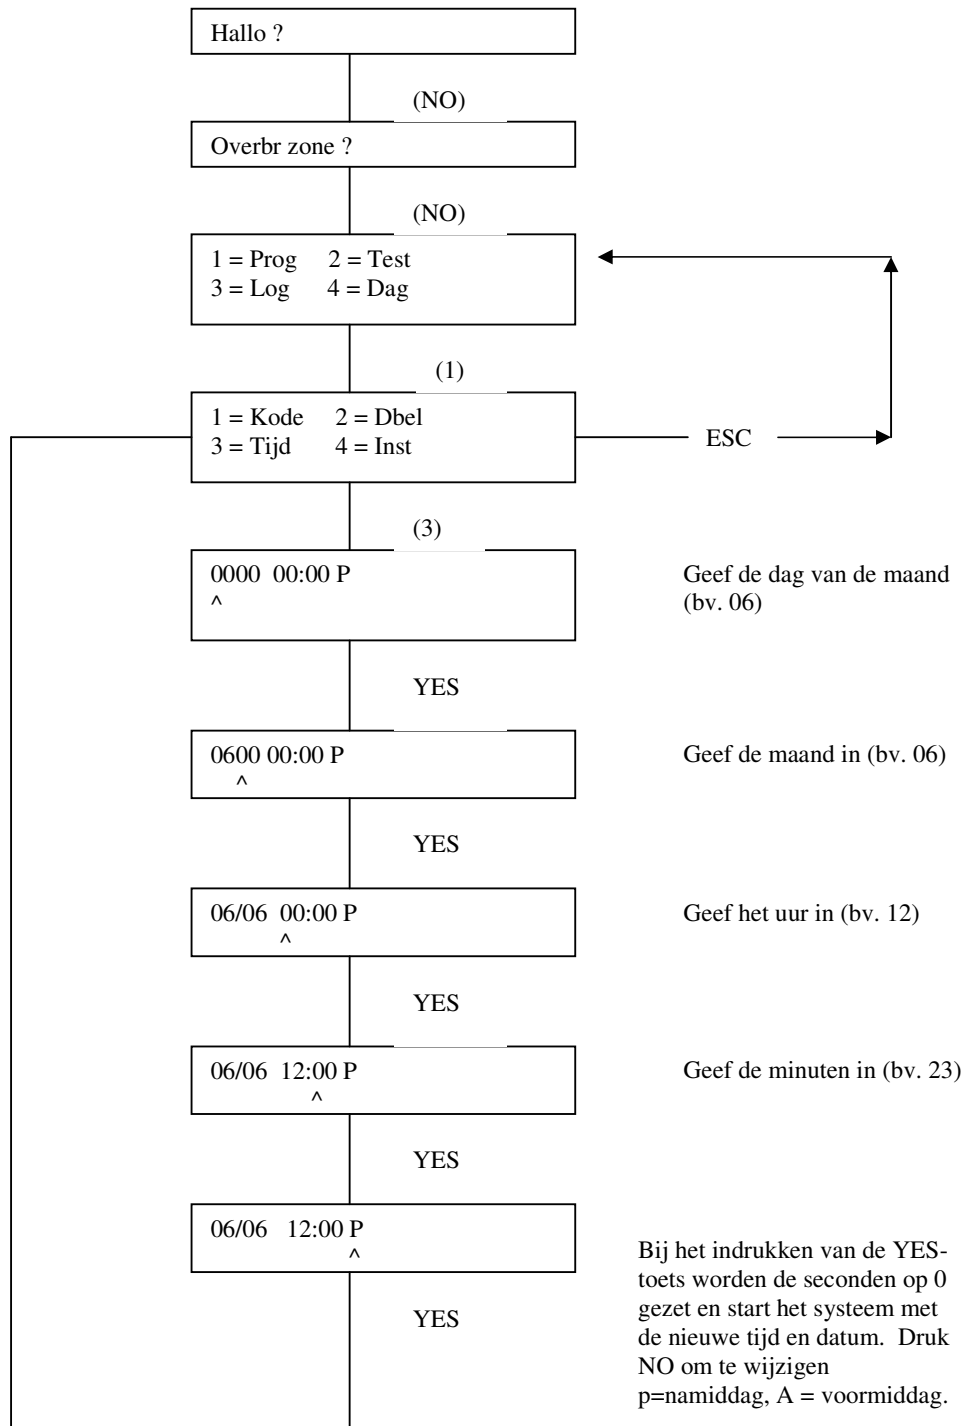 Hallo ?
(NO)
Overbr zone ?
(NO)
1 = Prog 2 = Test
3 = Log 4 = Dag
(1)
1 = Kode 2 = Dbel
3 = Tijd 4 = Inst
ESC
(3)
0000 00:00 P
^
Geef de dag van de maand
(bv. 06)
YES
0600 00:00 P
^
Geef de maand in (bv. 06)
YES
06/06 00:00 P
^
Geef het uur in (bv. 12)
YES
06/06 12:00 P
^
Geef de minuten in (bv. 23)
YES
06/06 12:00 P
^
Bij het indrukken van de YES-
toets worden de seconden op 0
gezet en start het systeem met
de nieuwe tijd en datum. Druk
NO om te wijzigen
p=namiddag, A = voormiddag.
YES